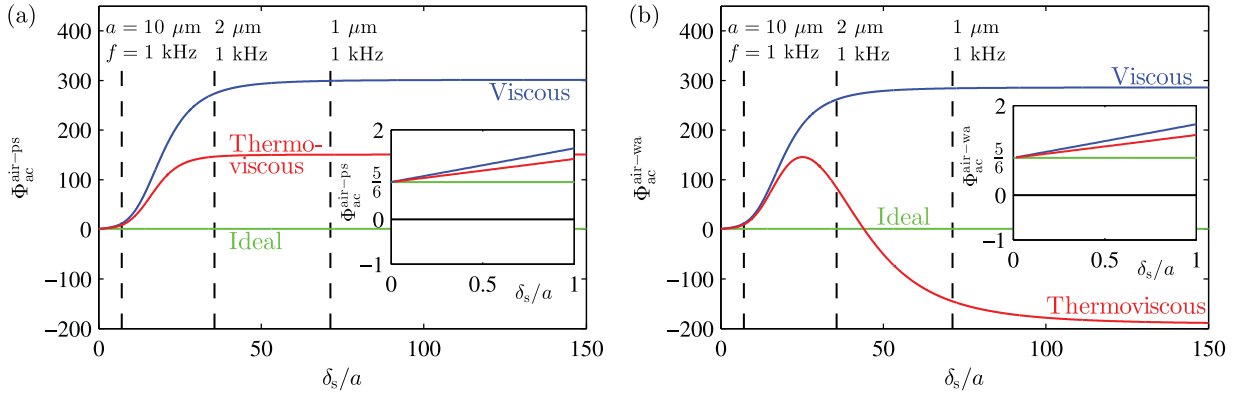 (a)
a = 10 μm 2 μm 1 μm
f = 1 kHz 1 kHz 1 kHz
400
300
200
100
0
−100
−200
Φ_ac^air−ps
Viscous
Thermo-
viscous
Ideal
2
5/6
0
−1
Φ_ac^air−ps
0 0.5 1
δ_s/a
0 50 100 150
δ_s/a
(b)
a = 10 μm 2 μm 1 μm
f = 1 kHz 1 kHz 1 kHz
400
300
200
100
0
−100
−200
Φ_ac^air−wa
Viscous
Ideal
Thermoviscous
2
5/6
0
−1
Φ_ac^air−wa
0 0.5 1
δ_s/a
0 50 100 150
δ_s/a